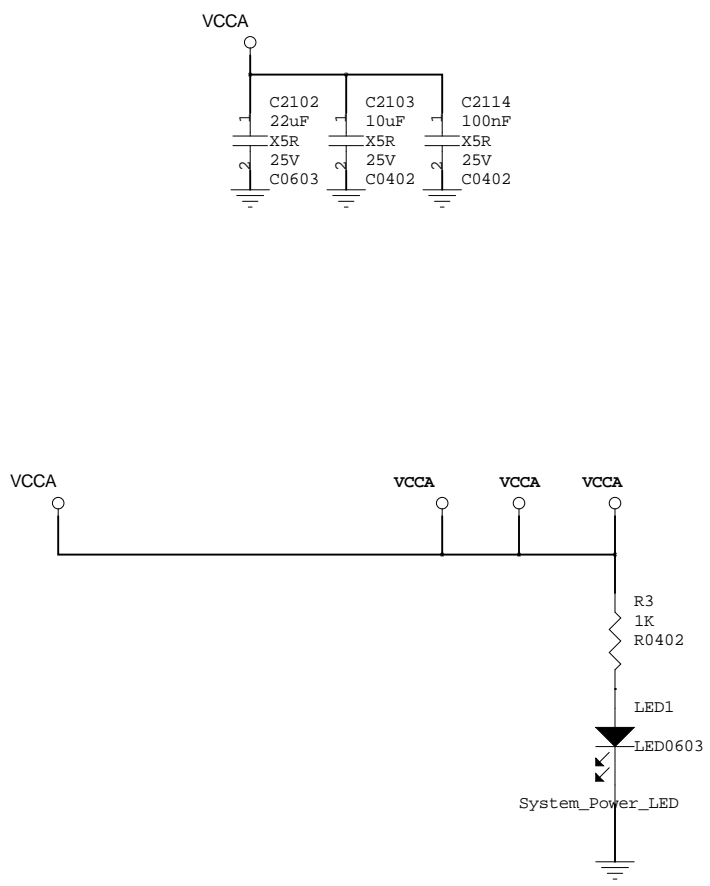 VCCA
C2102 C2103 C2114
1 22uF 1 10uF 1 100nF
X5R X5R X5R
2 25V 2 25V 2 25V
C0603 C0402 C0402
VCCA VCCA VCCA VCCA
R3
1K
R0402
LED1
LED0603
System_Power_LED